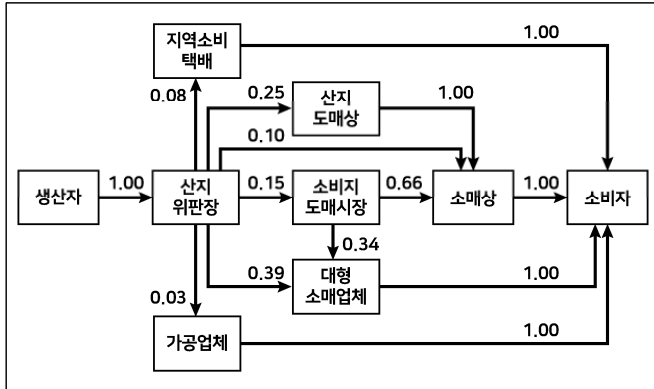 지역소비
택배
1.00
0.08
0.25
산지
도매상
1.00
0.10
생산자
1.00
산지
위판장
0.15
소비지
도매시장
0.66
소매상
1.00
소비자
0.34
0.39
대형
소매업체
1.00
0.03
가공업체
1.00